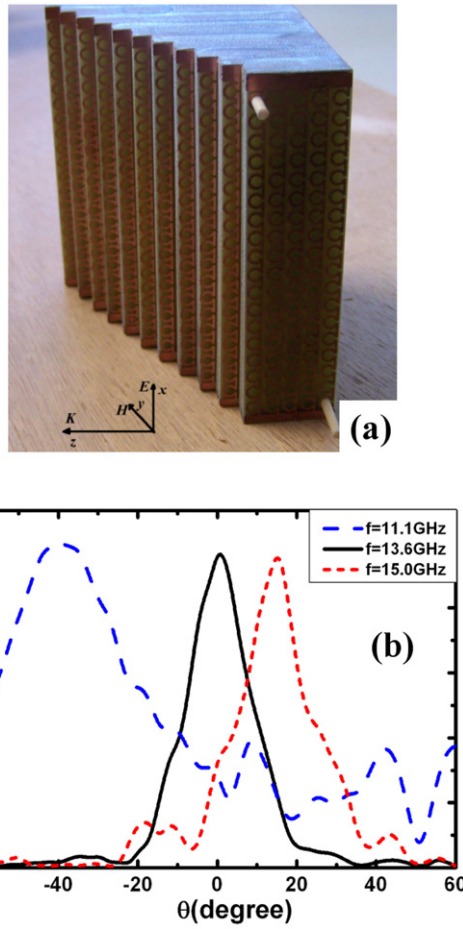 E
x
H
y
K
z
(a)
f=11.1GHz
f=13.6GHz
f=15.0GHz
(b)
-40 -20 0 20 40 60
θ(degree)